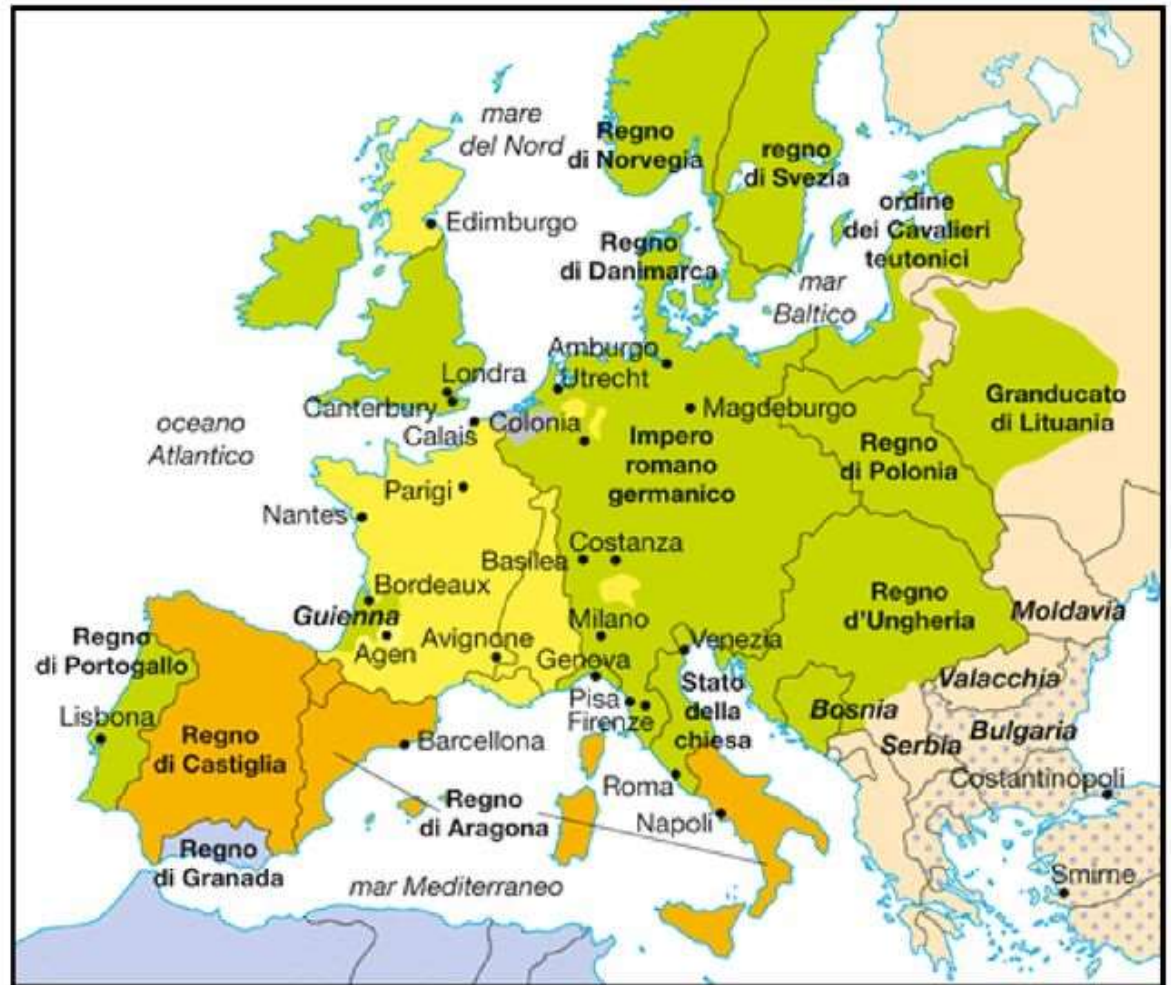 mare
del Nord
Regno
di Norvegia
regno
di Svezia
ordine
dei Cavalieri
teutonici
Edimburgo
Regno
di Danimarca
mar
Baltico
Amburgo
Londra
Utrecht
Canterbury
Magdeburgo
Granducato
di Lituania
oceano
Atlantico
Calais
Colonia
Impero
romano
germanico
Regno
di Polonia
Parigi
Nantes
Basilea
Costanza
Bordeaux
Guienna
Regno
d'Ungheria
Moldavia
Regno
di Portogallo
Agen
Avignone
Milano
Venezia
Genova
Valacchia
Pisa
Firenze
Stato
della
chiesa
Bosnia
Serbia
Bulgaria
Lisbona
Regno
di Castiglia
Barcellona
Costantinopoli
Roma
Regno
di Aragona
Napoli
Regno
di Granada
mar Mediterraneo
Smirne